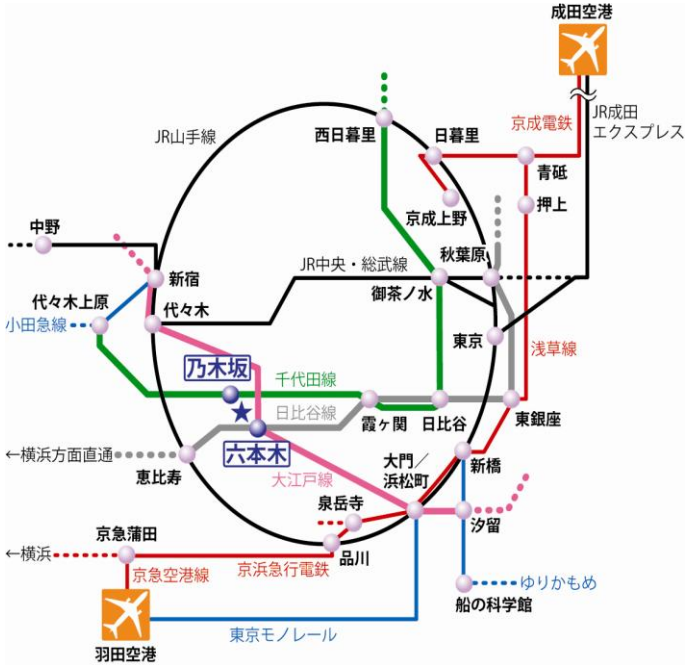 成田空港
JR成田
エクスプレス
京成電鉄
JR山手線
西日暮里
日暮里
青砥
京成上野
押上
中野
秋葉原
新宿
JR中央・総武線
御茶ノ水
代々木上原
代々木
小田急線
東京
浅草線
乃木坂
千代田線
日比谷線
霞ヶ関
日比谷
東銀座
六本木
←横浜方面直通
恵比寿
大江戸線
大門／
浜松町
新橋
泉岳寺
汐留
京急蒲田
←横浜
品川
京浜急行電鉄
京急空港線
ゆりかもめ
船の科学館
東京モノレール
羽田空港